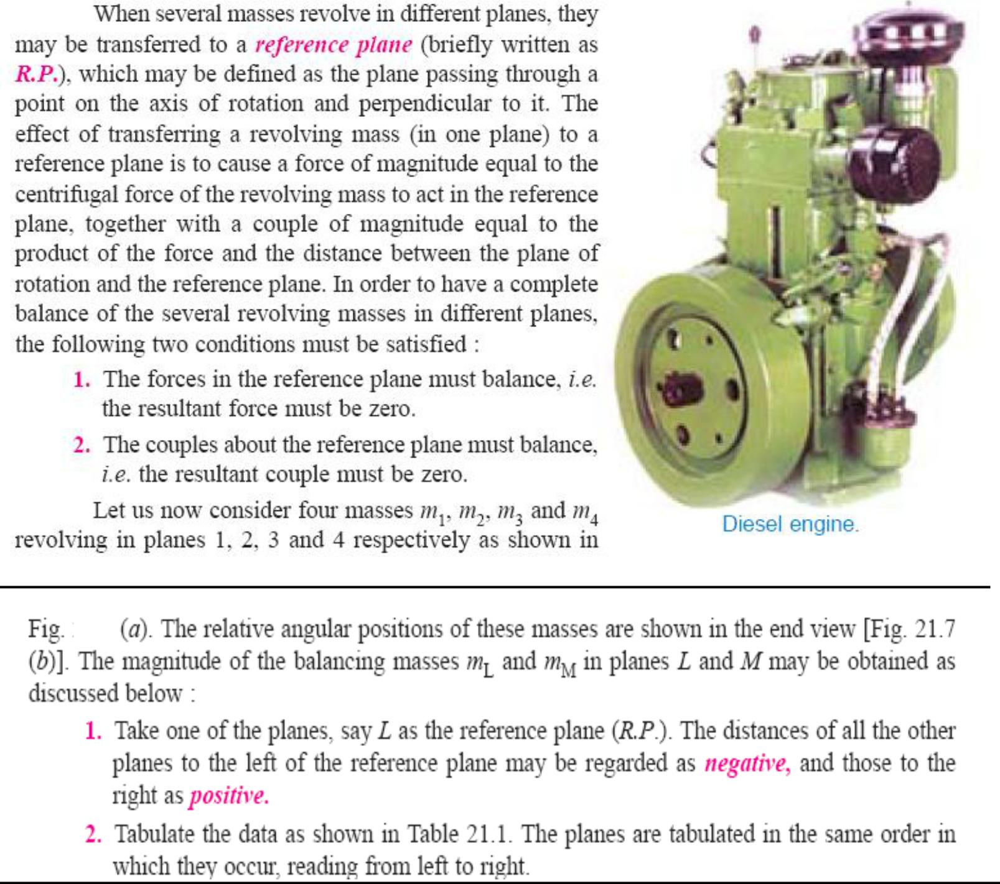 When several masses revolve in different planes, they
may be transferred to a reference plane (briefly written as
R.P.), which may be defined as the plane passing through a
point on the axis of rotation and perpendicular to it. The
effect of transferring a revolving mass (in one plane) to a
reference plane is to cause a force of magnitude equal to the
centrifugal force of the revolving mass to act in the reference
plane, together with a couple of magnitude equal to the
product of the force and the distance between the plane of
rotation and the reference plane. In order to have a complete
balance of the several revolving masses in different planes,
the following two conditions must be satisfied :
1. The forces in the reference plane must balance, i.e.
the resultant force must be zero.
2. The couples about the reference plane must balance,
i.e. the resultant couple must be zero.
Let us now consider four masses m₁, m₂, m₃ and m₄
revolving in planes 1, 2, 3 and 4 respectively as shown in
Diesel engine.
Fig. (a). The relative angular positions of these masses are shown in the end view [Fig. 21.7
(b)]. The magnitude of the balancing masses m_L and m_M in planes L and M may be obtained as
discussed below :
1. Take one of the planes, say L as the reference plane (R.P.). The distances of all the other
planes to the left of the reference plane may be regarded as negative, and those to the
right as positive.
2. Tabulate the data as shown in Table 21.1. The planes are tabulated in the same order in
which they occur, reading from left to right.